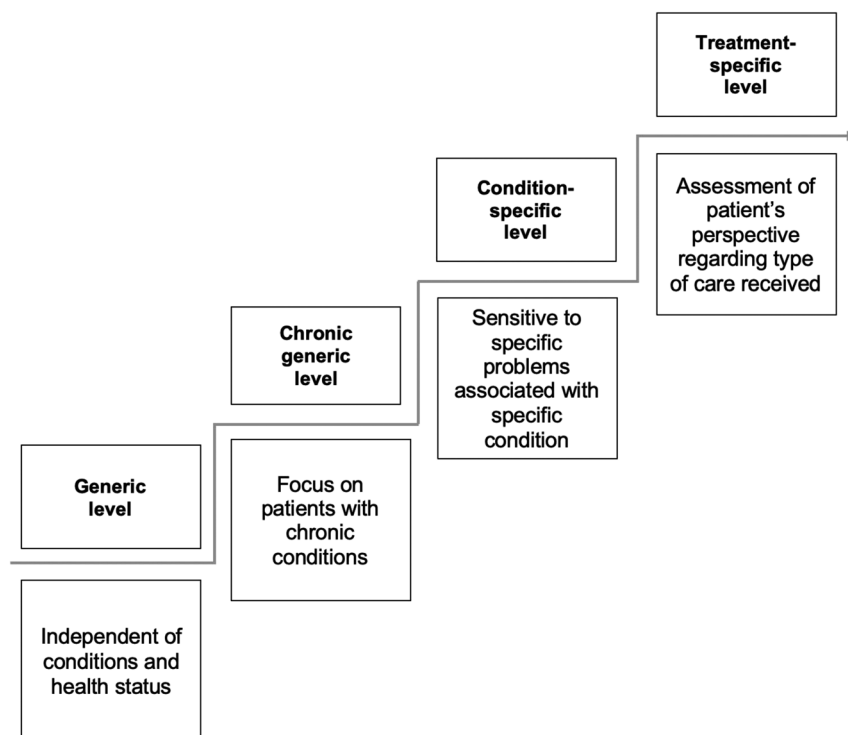 Treatment-
specific
level
Assessment of
patient's
perspective
regarding type
of care received
Condition-
specific
level
Sensitive to
specific
problems
associated with
specific
condition
Chronic
generic
level
Focus on
patients with
chronic
conditions
Generic
level
Independent of
conditions and
health status